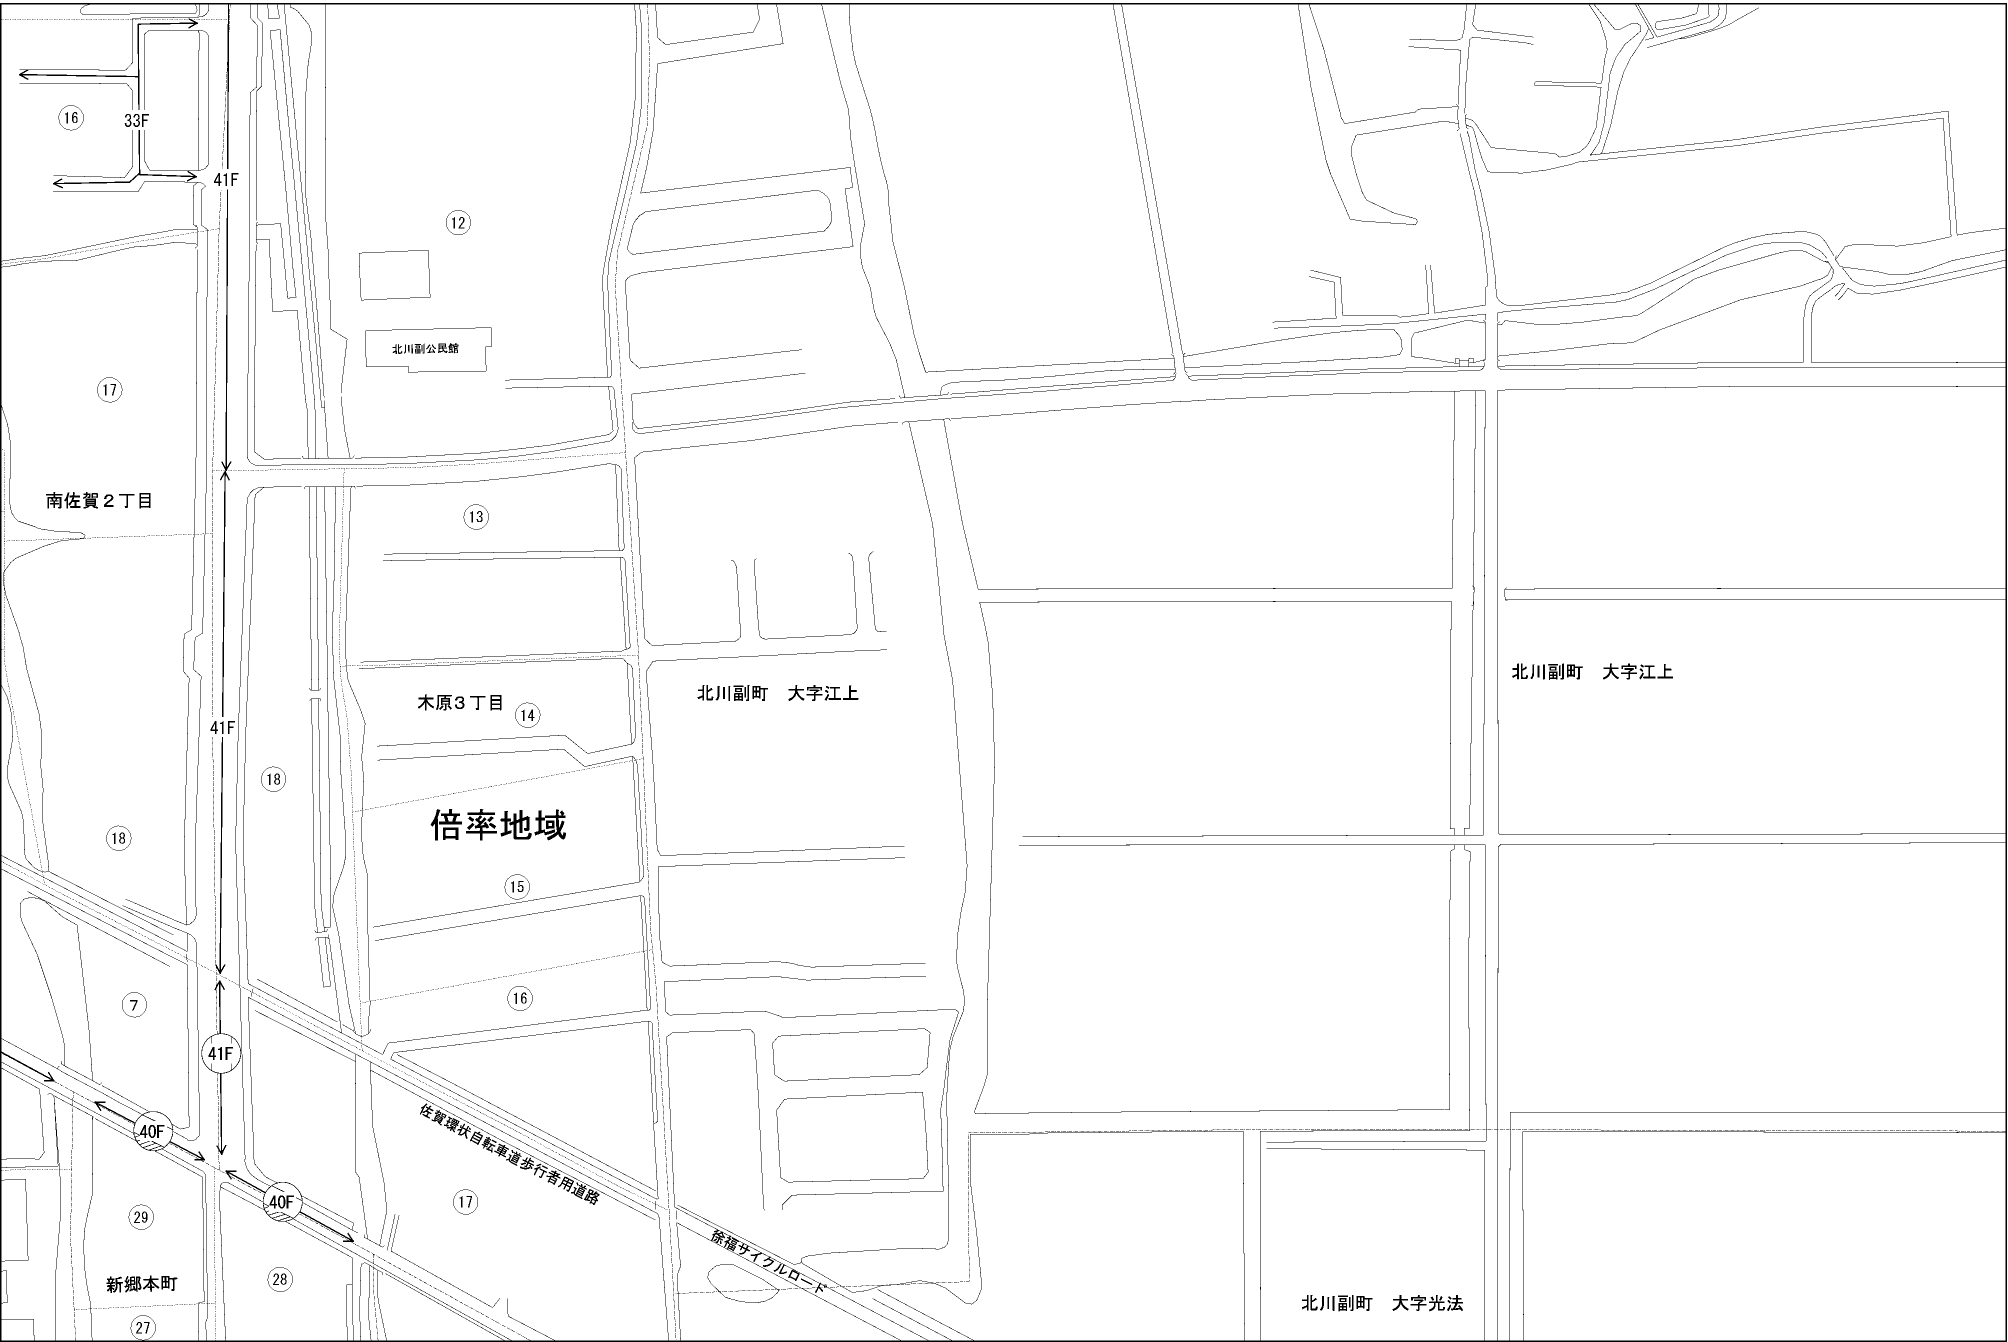 16
33F
41F
12
北川副公民館
17
南佐賀２丁目
13
北川副町　大字江上
北川副町　大字江上
木原３丁目
14
41F
18
倍率地域
18
15
16
7
41F
40F
佐賀環状自転車道歩行者用道路
40F
17
29
徐福サイクルロード
新郷本町
28
北川副町　大字光法
27